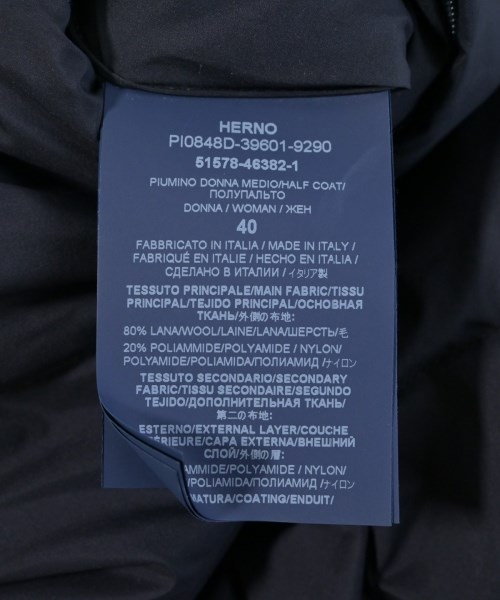 HERNO
PI0848D-39601-9290
51578-46382-1
PIUMINO DONNA MEDIO/HALF COAT/
ПОЛУПАЛЬТО
DONNA / WOMAN / ЖЕН
40
FABBRICATO IN ITALIA / MADE IN ITALY /
FABRIQUÉ EN ITALIE / HECHO EN ITALIA /
СДЕЛАНО В ИТАЛИИ / イタリア製
TESSUTO PRINCIPALE/MAIN FABRIC/TISSU
PRINCIPAL/TEJIDO PRINCIPAL/ОСНОВНАЯ
ТКАНЬ/外側の布地:
80% LANA/WOOL/LAINE/LANA/ШЕРСТЬ/毛
20% POLIAMMIDE/POLYAMIDE / NYLON/
POLYAMIDE/POLIAMIDA/ПОЛИАМИД /ナイロン
TESSUTO SECONDARIO/SECONDARY
FABRIC/TISSU SECONDAIRE/SEGUNDO
TEJIDO/ДОПОЛНИТЕЛЬНАЯ ТКАНЬ/
第二の布地:
ESTERNO/EXTERNAL LAYER/COUCHE
ÉRIEURE/CAPA EXTERNA/ВНЕШНИЙ
СЛОЙ/外側の層:
AMMIDE/POLYAMIDE / NYLON/
/POLIAMIDA/ПОЛИАМИД /ナイロン
MATURA/COATING/ENDUIT/